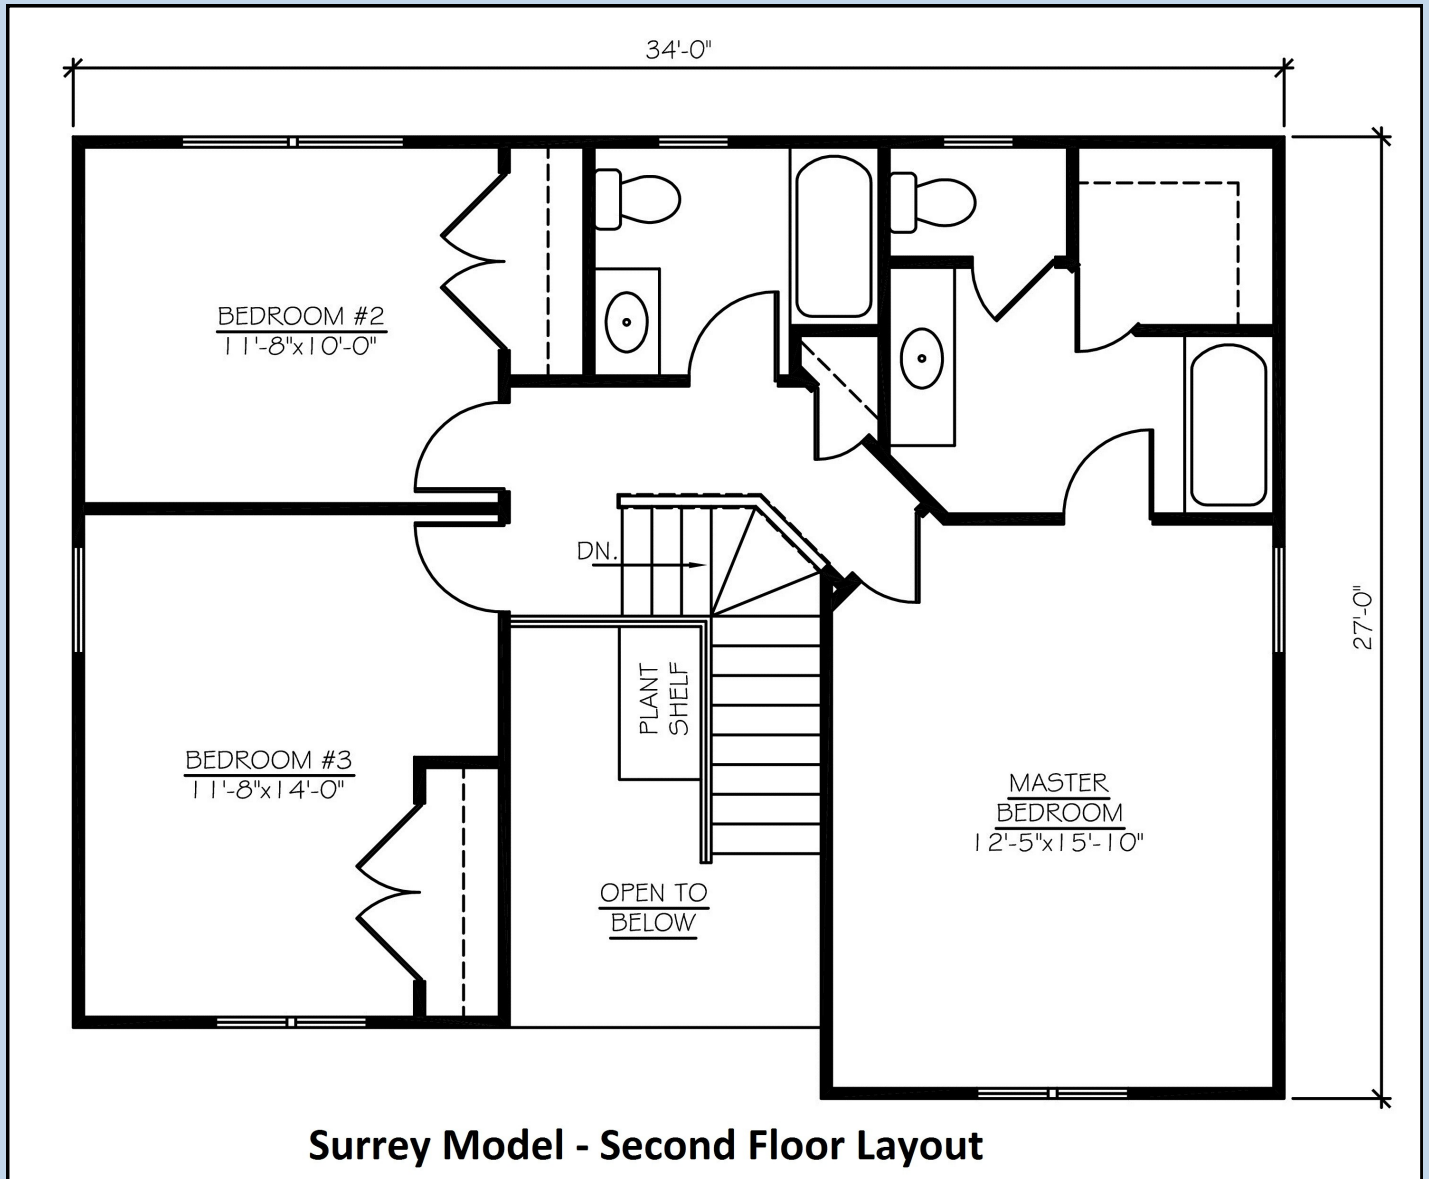 34'-0"
BEDROOM #2
11'-8"x10'-0"
DN.
27'-0"
PLANT
SHELF
BEDROOM #3
11'-8"x14'-0"
MASTER
BEDROOM
12'-5"x15'-10"
OPEN TO
BELOW
Surrey Model - Second Floor Layout